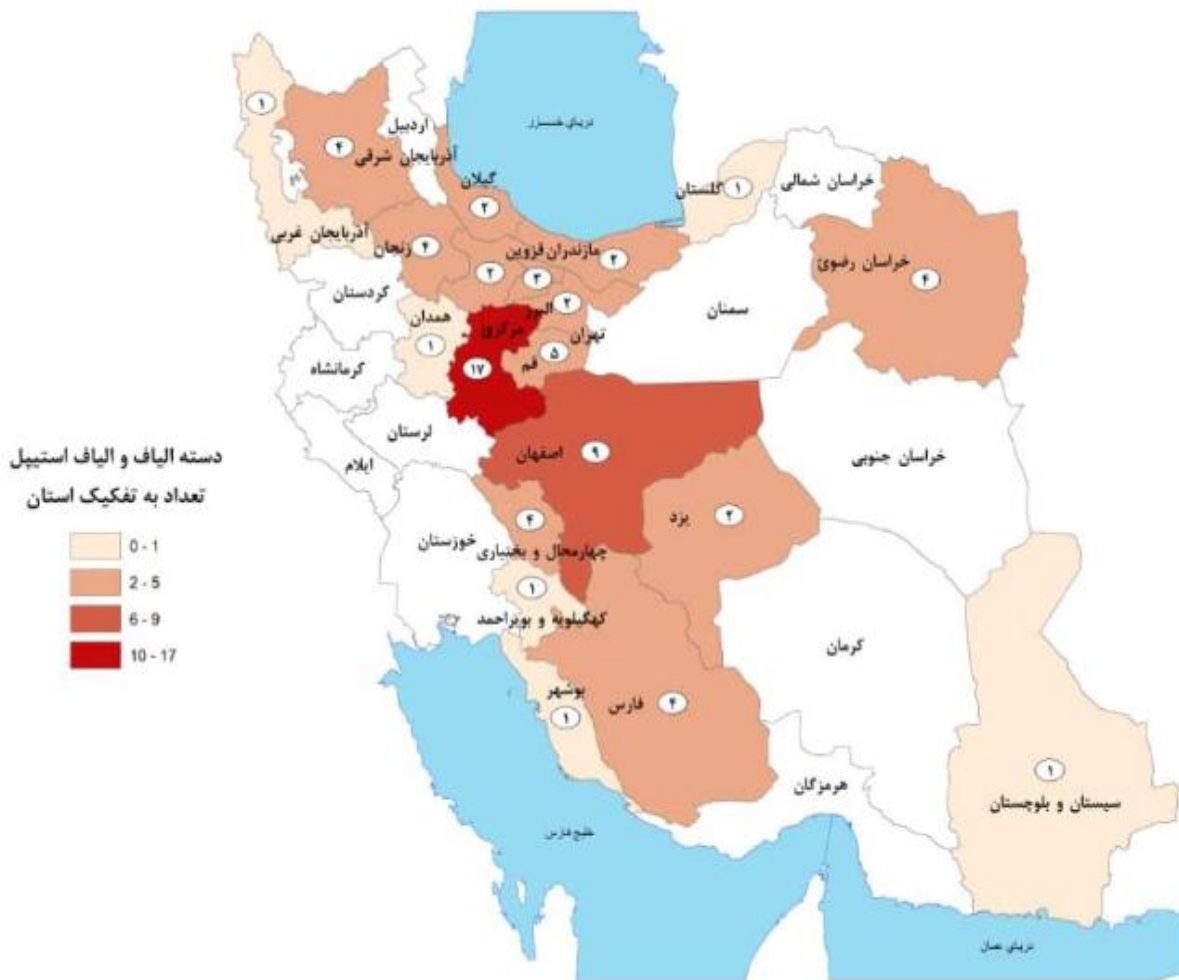 دریای خزر
۱
اردبیل
۴
آذربایجان شرقی
گیلان
۲
۱
گلستان
خراسان شمالی
آذربایجان غربی
زنجان
۴
مازندران
قزوین
۲
۲
۳
خراسان رضوی
۴
کردستان
البرز
۲
سمنان
همدان
۱
مرکزی
۱۷
تهران
قم
۵
کرمانشاه
لرستان
ایلام
اصفهان
۹
خراسان جنوبی
دسته الیاف و الیاف استیپل
تعداد به تفکیک استان
0 - 1
2 - 5
6 - 9
10 - 17
خوزستان
۴
چهارمحال و بختیاری
یزد
۲
۱
کهگیلویه و بویراحمد
کرمان
بوشهر
۱
فارس
۴
هرمزگان
۱
سیستان و بلوچستان
خلیج فارس
دریای عمان